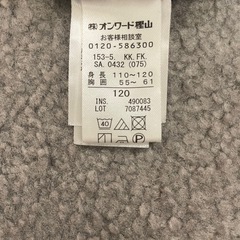 ㈱オンワード樫山
お客様相談室
0120-586300
153-5. KK. FK.
SA. 0432 (075)
身長 110~120
胸囲 55~61
120
INS. 490083
LOT 7087445
40
P